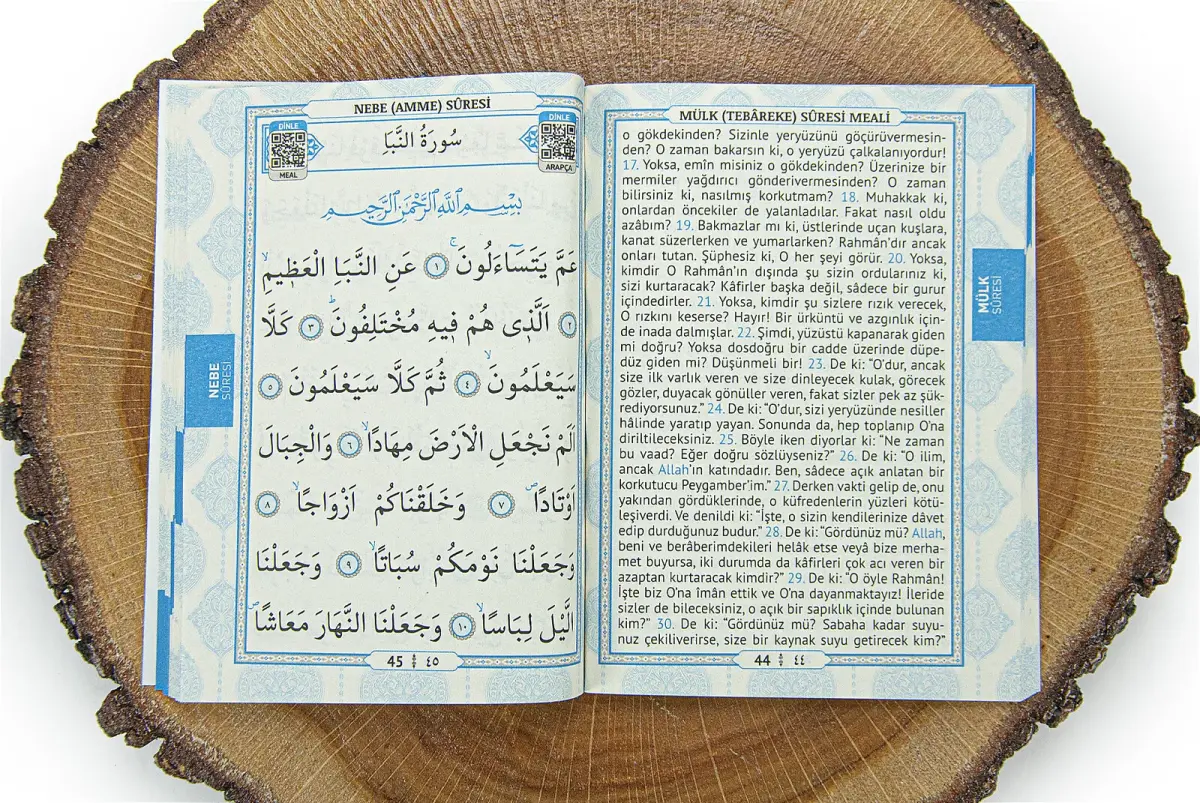 MÜLK (TEBÂREKE) SÛRESİ MEALİ
o gökdekinden? Sizinle yeryüzünü göçürüvermesin-
den? O zaman bakarsın ki, o yeryüzü çalkalanıyordur!
17. Yoksa, emîn misiniz o gökdekinden? Üzerinize bir
mermiler yağdırıcı gönderivermesinden? O zaman
bilirsiniz ki, nasılmış korkutmam? 18. Muhakkak ki,
onlardan öncekiler de yalanladılar. Fakat nasıl oldu
azâbım? 19. Bakmazlar mı ki, üstlerinde uçan kuşlara,
kanat süzerlerken ve yumarlarken? Rahmân'dır ancak
onları tutan. Şüphesiz ki, O her şeyi görür. 20. Yoksa,
kimdir O Rahmân'ın dışında şu sizin ordularınız ki,
sizi kurtaracak? Kâfirler başka değil, sâdece bir gurur
içindedirler. 21. Yoksa, kimdir şu sizlere rızık verecek,
O rızkını keserse? Hayır! Bir ürküntü ve azgınlık için-
de inada dalmışlar. 22. Şimdi, yüzüstü kapanarak giden
mi doğru? Yoksa dosdoğru bir cadde üzerinde düpe-
düz giden mi? Düşünmeli bir! 23. De ki: “O'dur, ancak
size ilk varlık veren ve size dinleyecek kulak, görecek
gözler, duyacak gönüller veren, fakat sizler pek az şük-
rediyorsunuz.” 24. De ki: “O'dur, sizi yeryüzünde nesiller
hâlinde yaratıp yayan. Sonunda da, hep toplanıp O'na
diriltileceksiniz. 25. Böyle iken diyorlar ki: “Ne zaman
bu vaad? Eğer doğru sözlüyseniz?” 26. De ki: “O ilim,
ancak Allah'ın katındadır. Ben, sâdece açık anlatan bir
korkutucu Peygamber'im.” 27. Derken vakti gelip de, onu
yakından gördüklerinde, o küfredenlerin yüzleri kötü-
leşiverdi. Ve denildi ki: “İşte, o sizin kendilerinize dâvet
edip durduğunuz budur.” 28. De ki: “Gördünüz mü? Allah,
beni ve berâberimdekileri helâk etse veyâ bize merha-
met buyursa, iki durumda da kâfirleri çok acı veren bir
azaptan kurtaracak kimdir?” 29. De ki: “O öyle Rahmân!
İşte biz O'na îmân ettik ve O'na dayanmaktayız! İleride
sizler de bileceksiniz, o açık bir sapıklık içinde bulunan
kim?” 30. De ki: “Gördünüz mü? Sabaha kadar suyu-
nuz çekiliverirse, size bir kaynak suyu getirecek kim?”
44 ٤٤
MÜLK
SÛRESİ
NEBE (AMME) SÛRESİ
DİNLE
MEAL
سُورَةُ النَّبَاِ
DİNLE
ARAPÇA
بِسْمِ اللّٰهِ الرَّحْمٰنِ الرَّحِيمِ
عَمَّ يَتَسَٓاءَلُونَۚ ﴿١﴾ عَنِ النَّبَاِ الْعَظ۪يمِۙ
﴿٢﴾ اَلَّذ۪ي هُمْ ف۪يهِ مُخْتَلِفُونَۜ ﴿٣﴾ كَلَّا
سَيَعْلَمُونَۙ ﴿٤﴾ ثُمَّ كَلَّا سَيَعْلَمُونَ ﴿٥﴾
اَلَمْ نَجْعَلِ الْاَرْضَ مِهَادًاۙ ﴿٦﴾ وَالْجِبَالَ
اَوْتَادًاۖ ﴿٧﴾ وَخَلَقْنَاكُمْ اَزْوَاجًاۙ ﴿٨﴾
وَجَعَلْنَا نَوْمَكُمْ سُبَاتًاۙ ﴿٩﴾ وَجَعَلْنَا
الَّيْلَ لِبَاسًاۙ ﴿١٠﴾ وَجَعَلْنَا النَّهَارَ مَعَاشًاۖ
45 ٤٥
NEBE
SÛRESİ